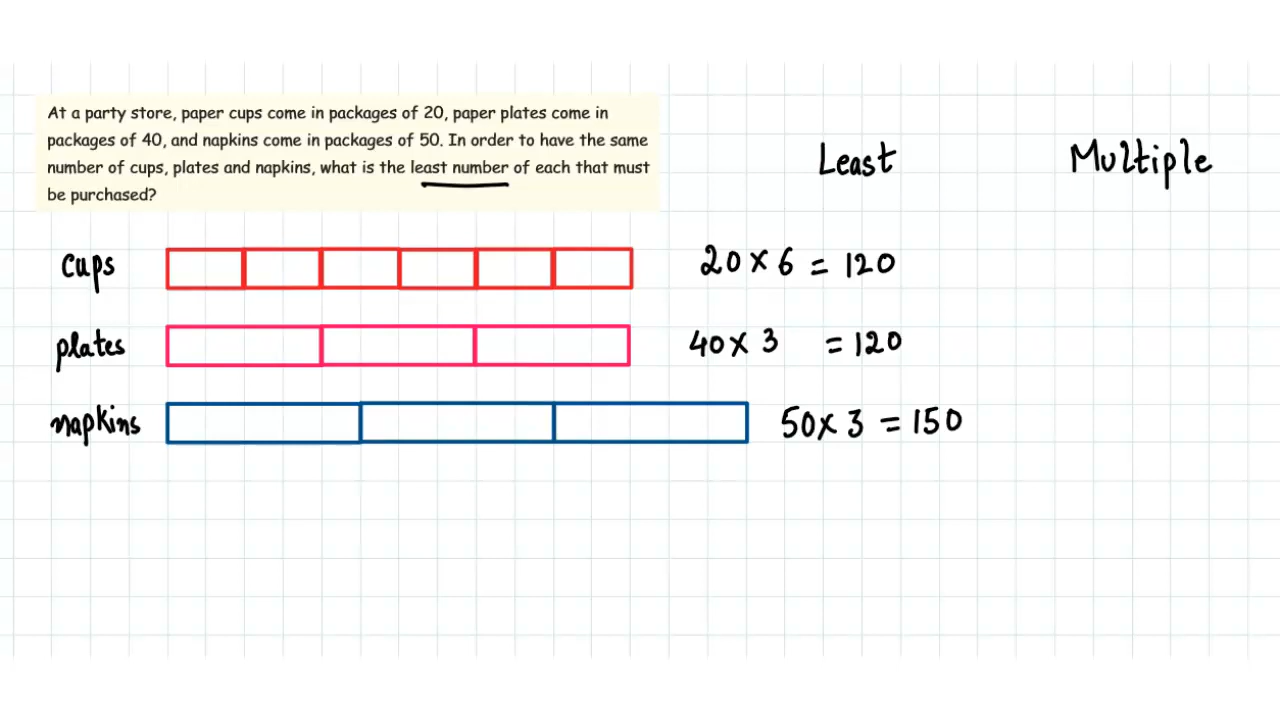 At a party store, paper cups come in packages of 20, paper plates come in
packages of 40, and napkins come in packages of 50. In order to have the same
number of cups, plates and napkins, what is the least number of each that must
be purchased?
Least Multiple
cups 20 x 6 = 120
plates 40 x 3 = 120
napkins 50 x 3 = 150